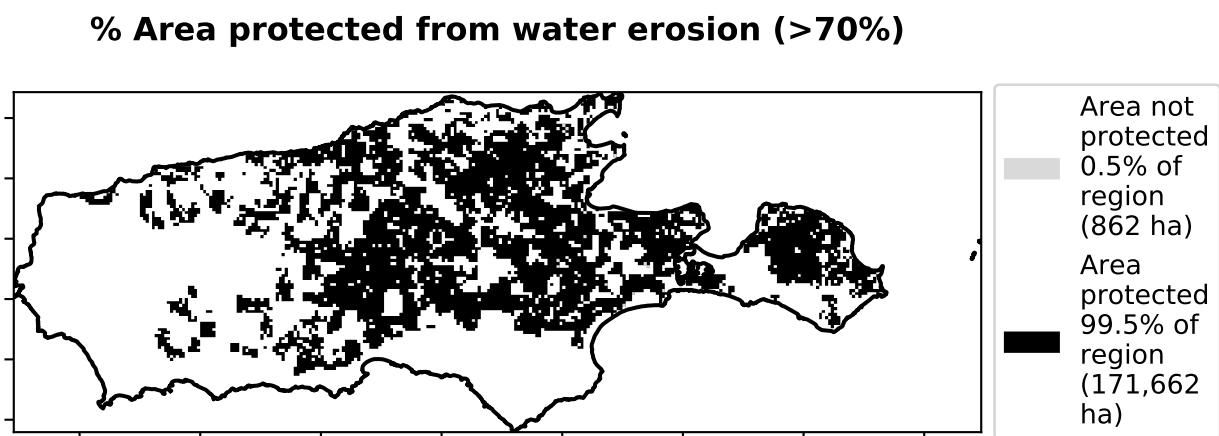 % Area protected from water erosion (>70%)
Area not
protected
0.5% of
region
(862 ha)
Area
protected
99.5% of
region
(171,662
ha)